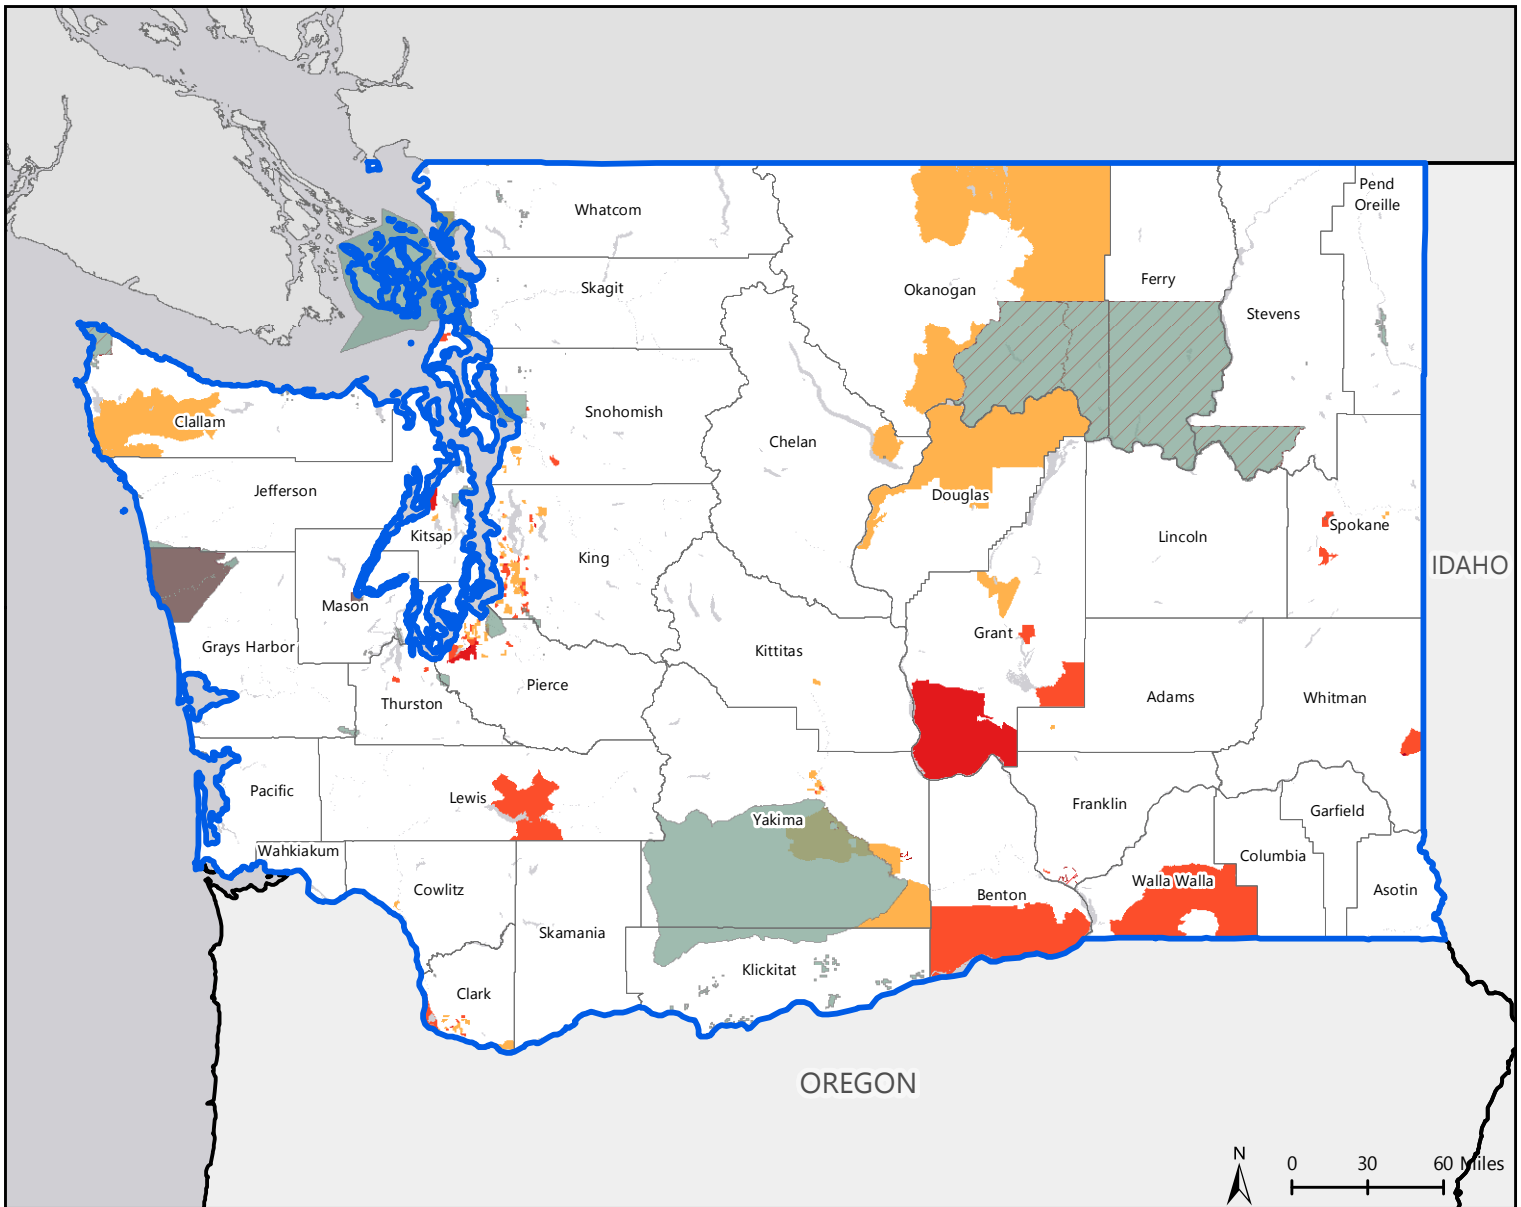 Pend
Oreille
Whatcom
Ferry
Skagit
Okanogan
Stevens
Snohomish
Clallam
Chelan
Jefferson
Douglas
Spokane
Kitsap
Lincoln
King
IDAHO
Mason
Grant
Grays Harbor
Kittitas
Pierce
Adams
Whitman
Thurston
Pacific
Lewis
Franklin
Garfield
Yakima
Wahkiakum
Columbia
Walla Walla
Cowlitz
Benton
Asotin
Skamania
Klickitat
Clark
OREGON
N
0 30 60 Miles